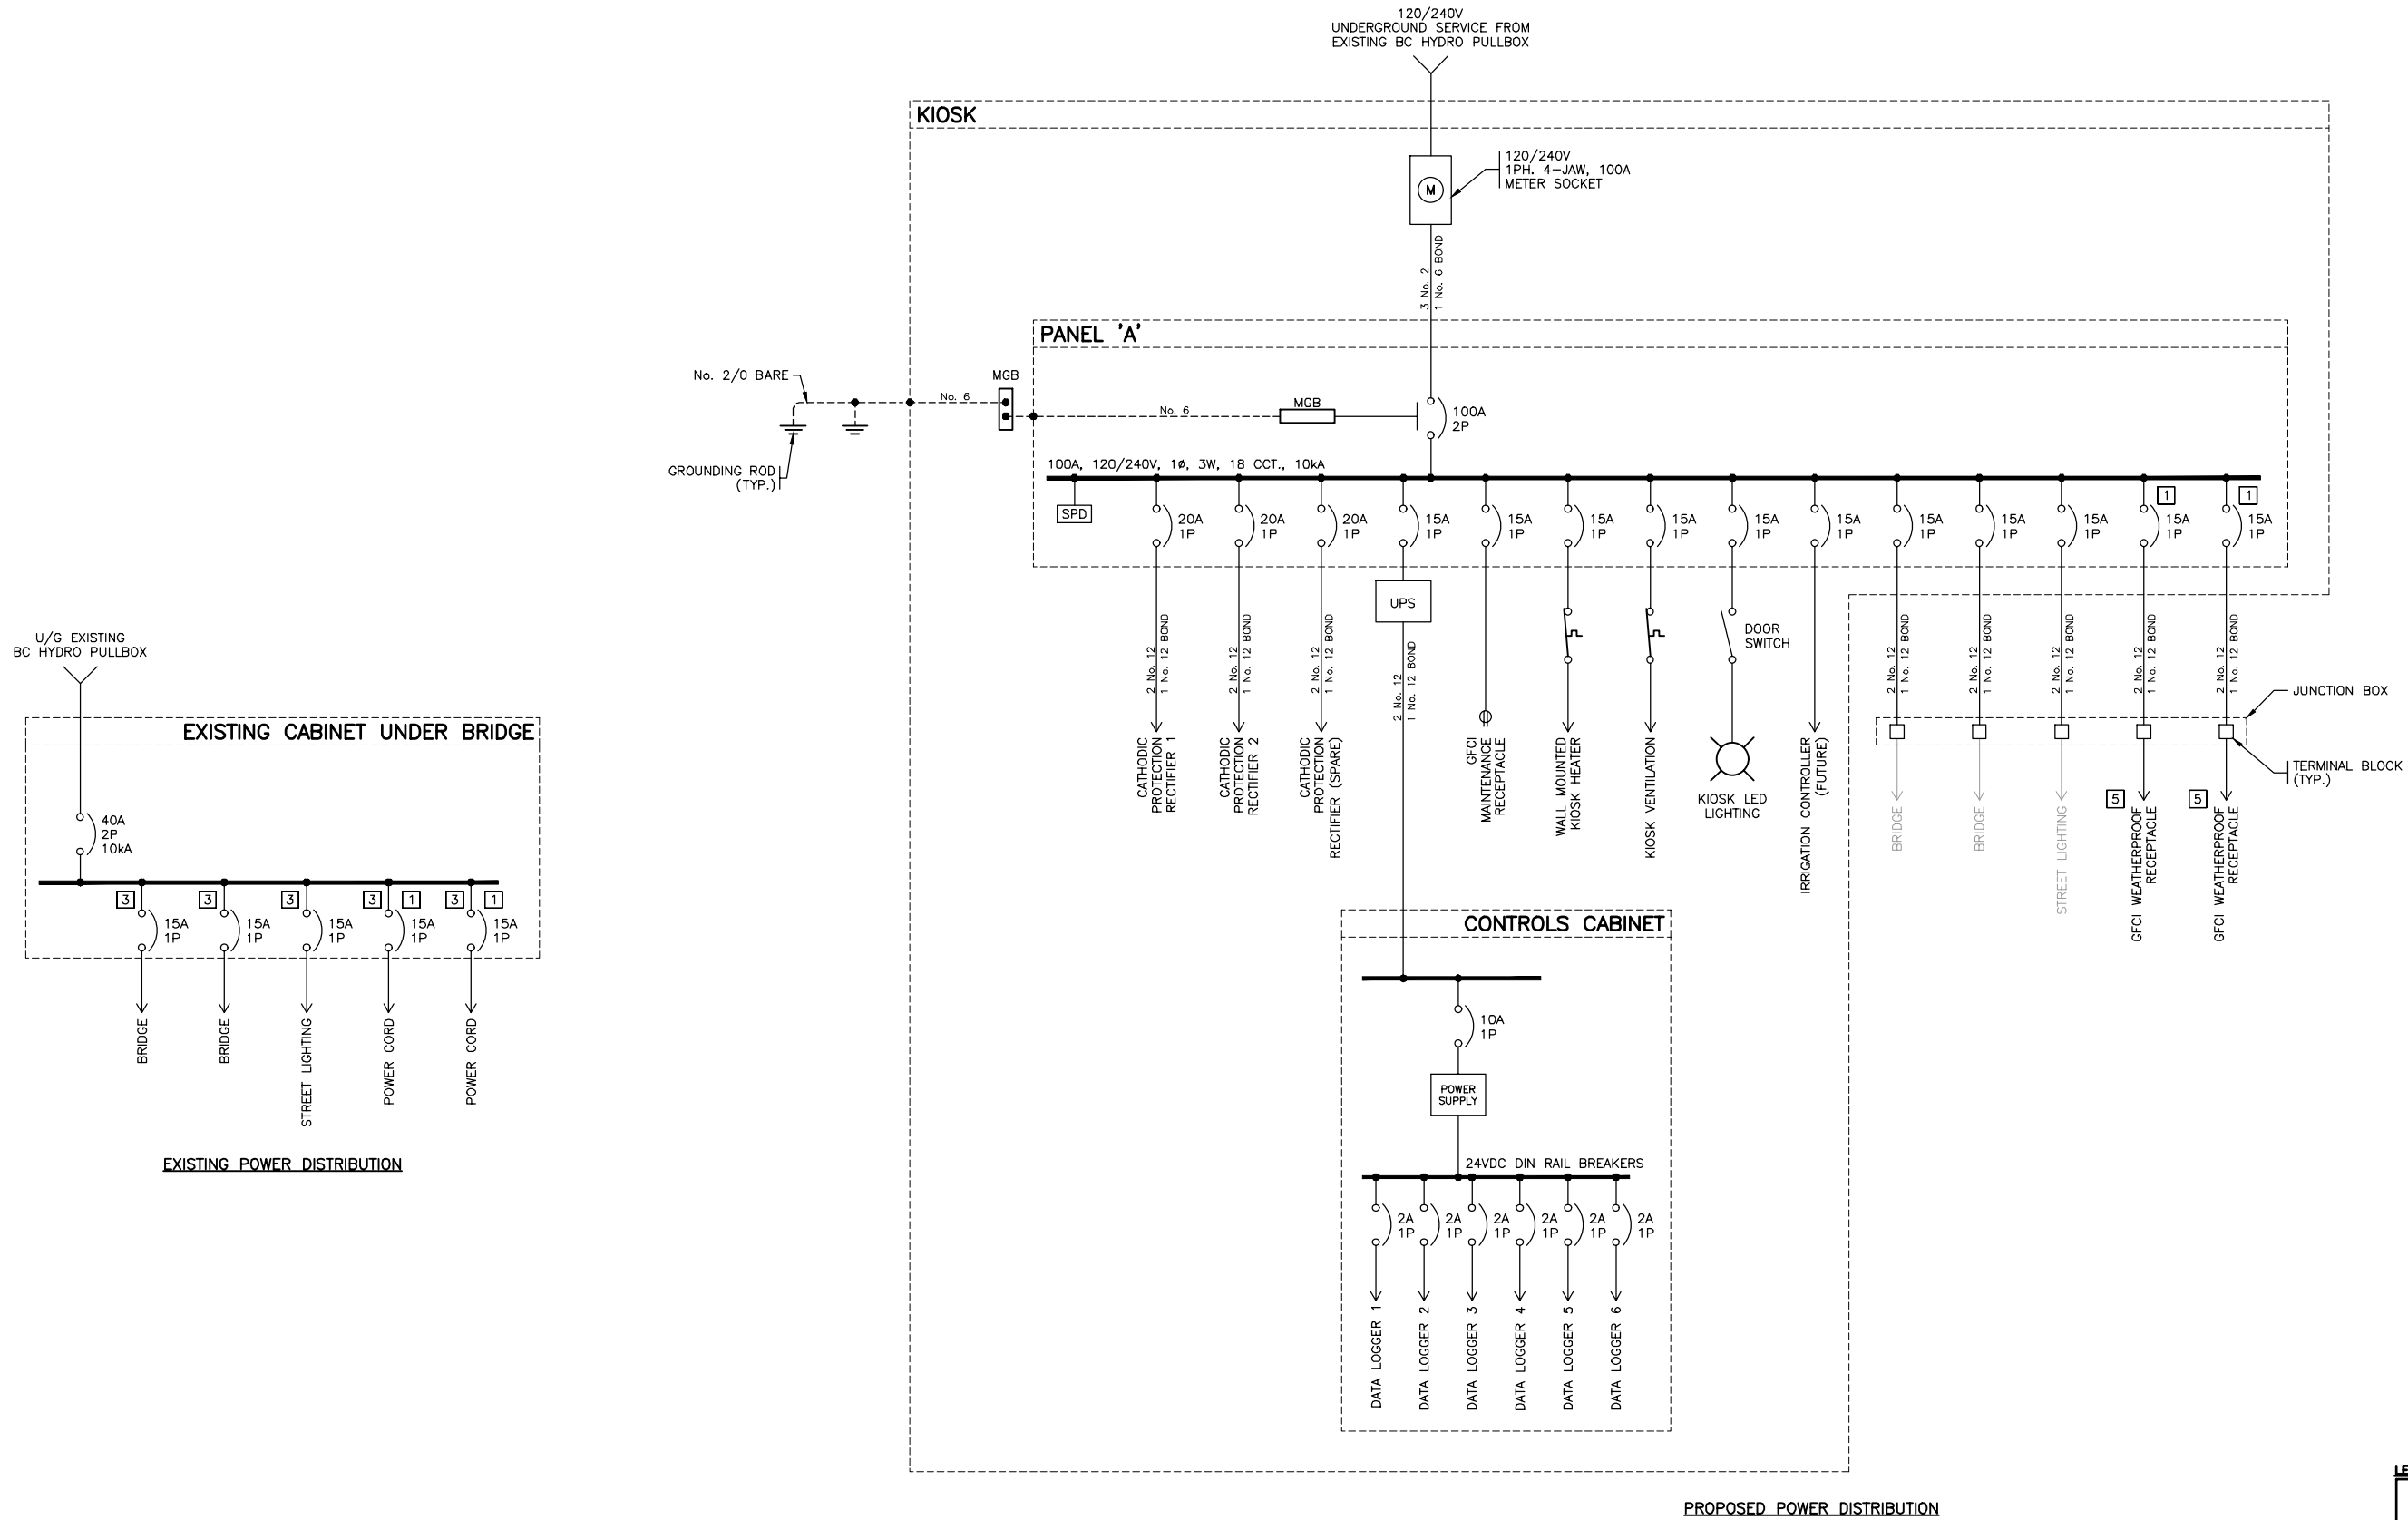 120/240V
UNDERGROUND SERVICE FROM
EXISTING BC HYDRO PULLBOX
KIOSK
120/240V
1PH. 4-JAW, 100A
METER SOCKET
M
3 No. 2
1 No. 6 BOND
PANEL 'A'
No. 2/0 BARE
MGB
No. 6
No. 6
MGB
100A
2P
GROUNDING ROD
(TYP.)
100A, 120/240V, 1ø, 3W, 18 CCT., 10kA
SPD
20A
1P
20A
1P
20A
1P
15A
1P
15A
1P
15A
1P
15A
1P
15A
1P
15A
1P
15A
1P
15A
1P
15A
1P
1
15A
1P
1
15A
1P
UPS
2 No. 12
1 No. 12 BOND
2 No. 12
1 No. 12 BOND
2 No. 12
1 No. 12 BOND
2 No. 12
1 No. 12 BOND
DOOR
SWITCH
2 No. 12
1 No. 12 BOND
2 No. 12
1 No. 12 BOND
2 No. 12
1 No. 12 BOND
2 No. 12
1 No. 12 BOND
2 No. 12
1 No. 12 BOND
JUNCTION BOX
TERMINAL BLOCK
(TYP.)
CATHODIC
PROTECTION
RECTIFIER 1
CATHODIC
PROTECTION
RECTIFIER 2
CATHODIC
PROTECTION
RECTIFIER (SPARE)
GFCI
MAINTENANCE
RECEPTACLE
WALL MOUNTED
KIOSK HEATER
KIOSK VENTILATION
KIOSK LED
LIGHTING
IRRIGATION CONTROLLER
(FUTURE)
BRIDGE
BRIDGE
STREET LIGHTING
5
GFCI WEATHERPROOF
RECEPTACLE
5
GFCI WEATHERPROOF
RECEPTACLE
U/G EXISTING
BC HYDRO PULLBOX
EXISTING CABINET UNDER BRIDGE
40A
2P
10kA
3
15A
1P
3
15A
1P
3
15A
1P
3
1
15A
1P
3
1
15A
1P
BRIDGE
BRIDGE
STREET LIGHTING
POWER CORD
POWER CORD
EXISTING POWER DISTRIBUTION
CONTROLS CABINET
10A
1P
POWER
SUPPLY
24VDC DIN RAIL BREAKERS
2A
1P
2A
1P
2A
1P
2A
1P
2A
1P
2A
1P
DATA LOGGER 1
DATA LOGGER 2
DATA LOGGER 3
DATA LOGGER 4
DATA LOGGER 5
DATA LOGGER 6
PROPOSED POWER DISTRIBUTION